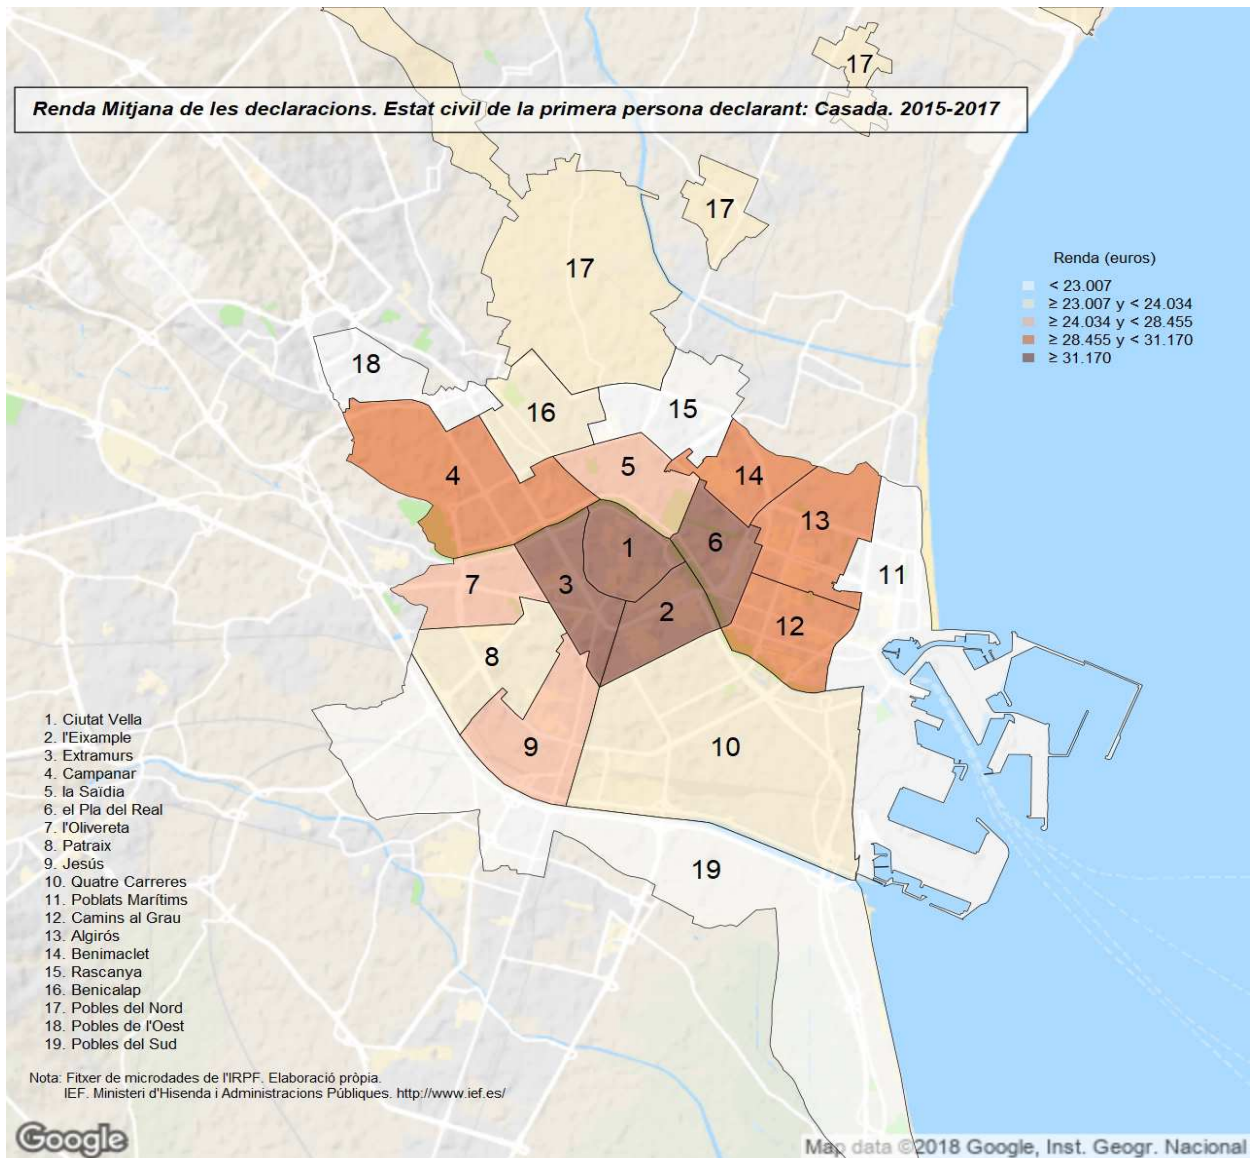 17
Renda Mitjana de les declaracions. Estat civil de la primera persona declarant: Casada. 2015-2017
17
17
Renda (euros)
< 23.007
≥ 23.007 y < 24.034
≥ 24.034 y < 28.455
≥ 28.455 y < 31.170
≥ 31.170
18
16
15
5
4
14
13
6
1
11
7
3
2
12
8
9
10
19
1. Ciutat Vella
2. l'Eixample
3. Extramurs
4. Campanar
5. la Saïdia
6. el Pla del Real
7. l'Olivereta
8. Patraix
9. Jesús
10. Quatre Carreres
11. Poblats Marítims
12. Camins al Grau
13. Algirós
14. Benimaclet
15. Rascanya
16. Benicalap
17. Pobles del Nord
18. Pobles de l'Oest
19. Pobles del Sud
Nota: Fitxer de microdades de l'IRPF. Elaboració pròpia.
IEF. Ministeri d'Hisenda i Administracions Públiques. http://www.ief.es/
Google
Map data ©2018 Google, Inst. Geogr. Nacional